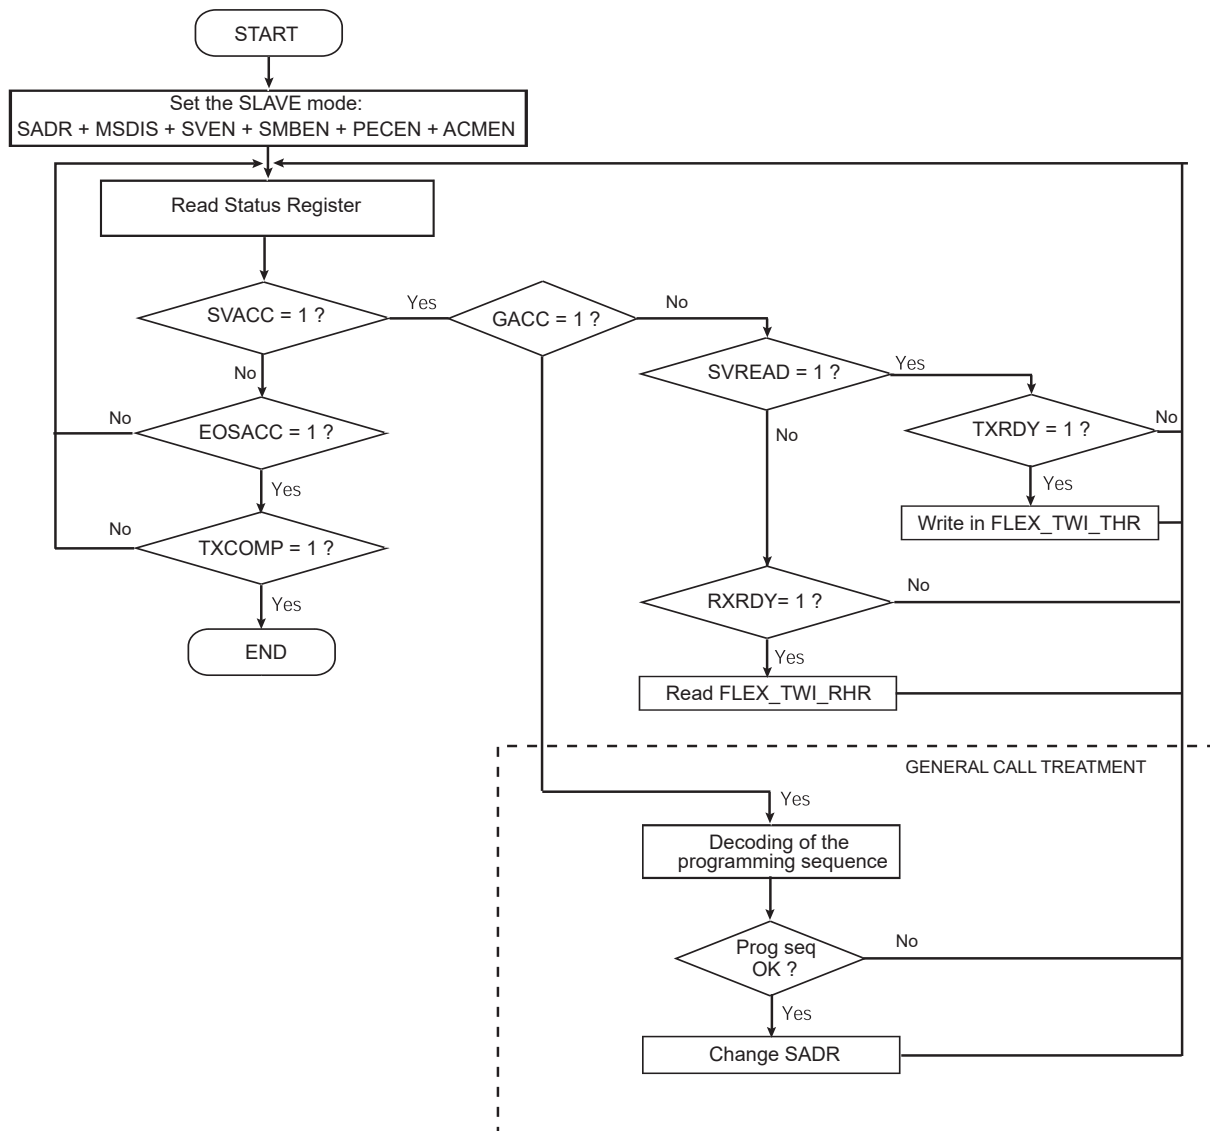 START
Set the SLAVE mode:
SADR + MSDIS + SVEN + SMBEN + PECEN + ACMEN
Read Status Register
SVACC = 1 ?
Yes
GACC = 1 ?
No
SVREAD = 1 ?
Yes
No
EOSACC = 1 ?
No
TXRDY = 1 ?
No
No
Yes
Yes
Write in FLEX_TWI_THR
No
TXCOMP = 1 ?
Yes
RXRDY= 1 ?
No
END
Yes
Read FLEX_TWI_RHR
GENERAL CALL TREATMENT
Yes
Decoding of the
programming sequence
Prog seq
OK ?
No
Yes
Change SADR